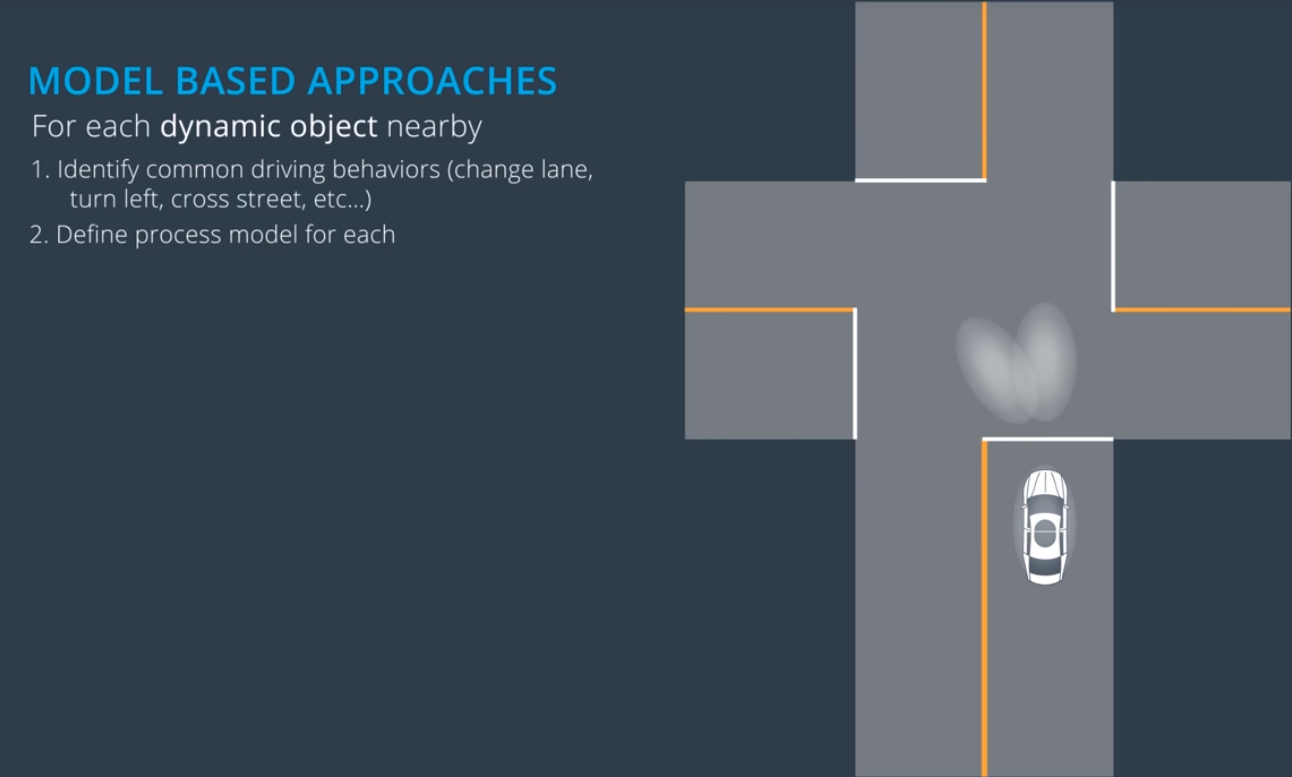 MODEL BASED APPROACHES
For each dynamic object nearby
1. Identify common driving behaviors (change lane,
turn left, cross street, etc...)
2. Define process model for each